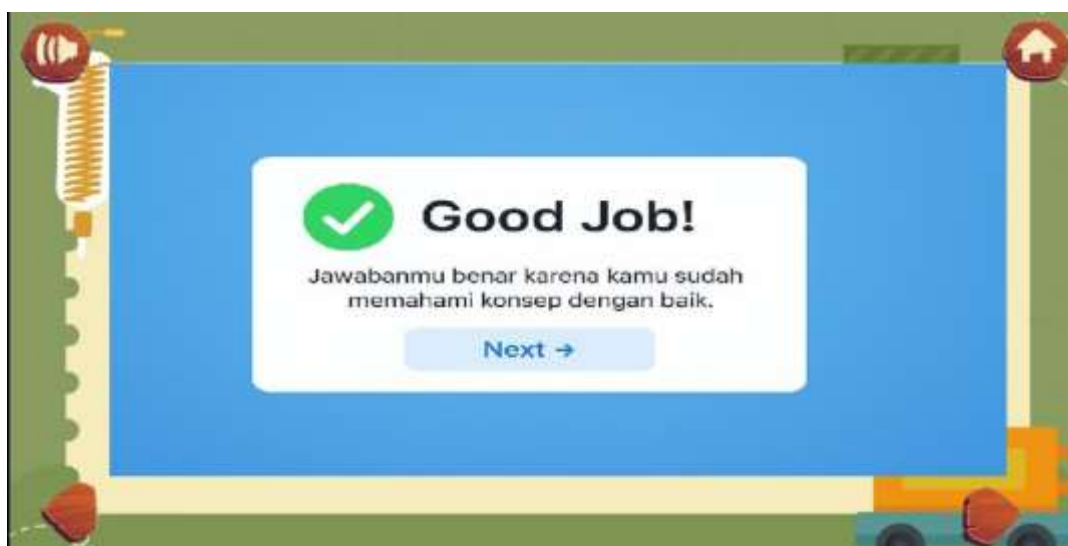 Good Job!
Jawabanmu benar karena kamu sudah
memahami konsep dengan baik.
Next →